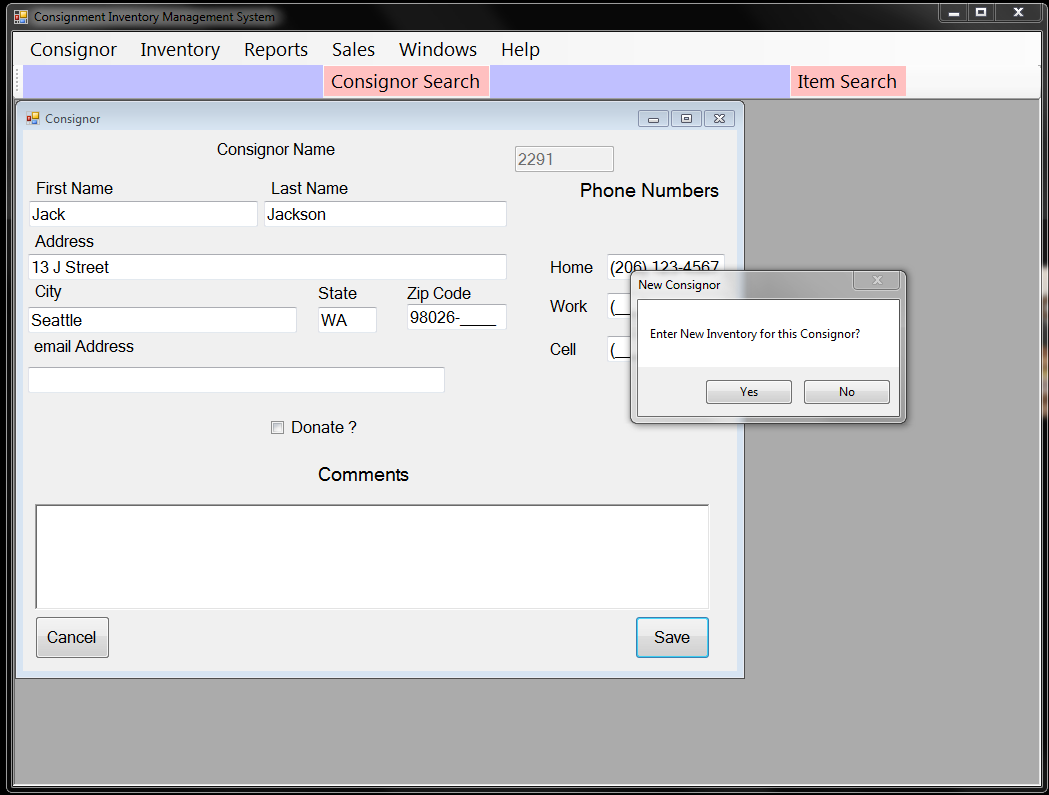 Consignment Inventory Management System
Consignor Inventory Reports Sales Windows Help
Consignor Search Item Search
Consignor
Consignor Name
2291
First Name Last Name Phone Numbers
Jack Jackson
Address
13 J Street Home (206) 123-4567
City State Zip Code
Seattle WA 98026-____ Work (__
email Address Cell (__
New Consignor
Enter New Inventory for this Consignor?
Yes No
Donate ?
Comments
Cancel Save